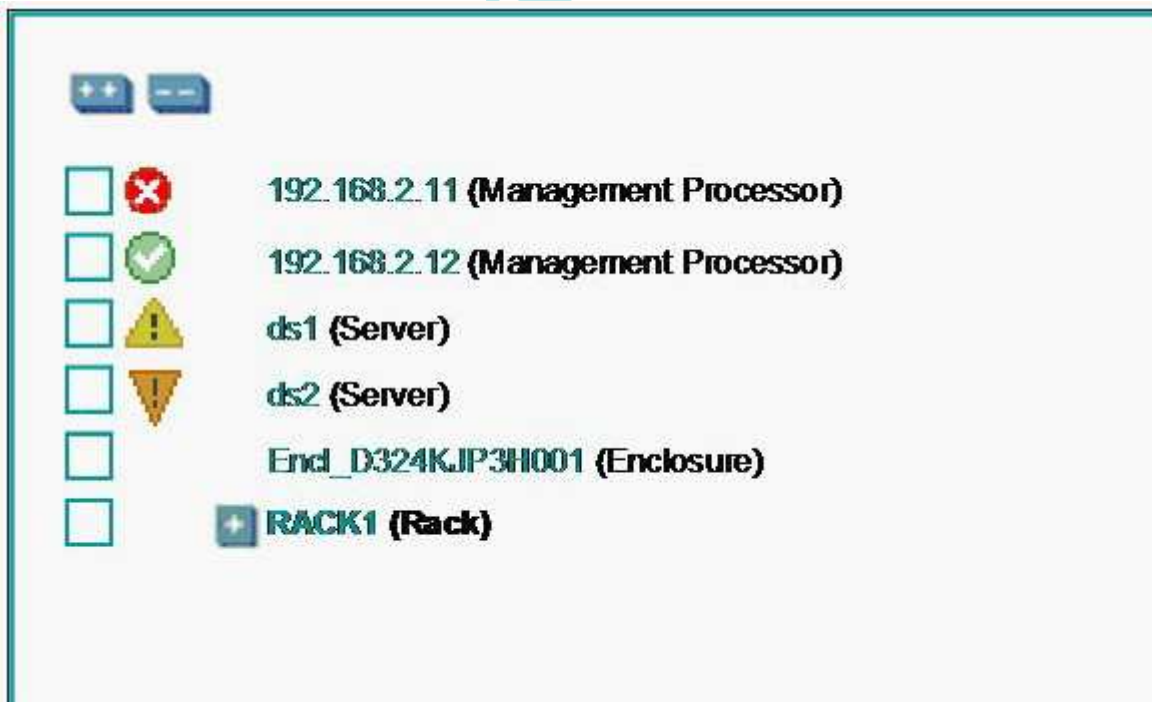 192.168.2.11 (Management Processor)
192.168.2.12 (Management Processor)
ds1 (Server)
ds2 (Server)
Encl_D324KJP3H001 (Enclosure)
RACK1 (Rack)